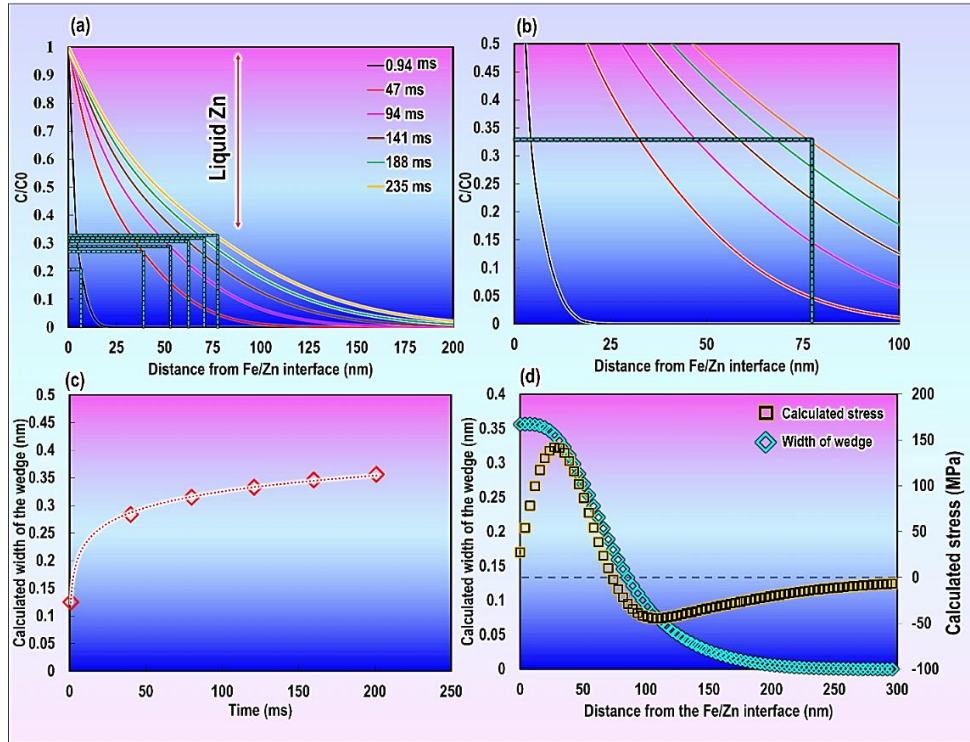 (a)
1
0.9
0.8
0.7
0.6
0.5
0.4
0.3
0.2
0.1
0
C/C0
Liquid Zn
0.94 ms
47 ms
94 ms
141 ms
188 ms
235 ms
0 25 50 75 100 125 150 175 200
Distance from Fe/Zn interface (nm)
(b)
0.5
0.45
0.4
0.35
0.3
0.25
0.2
0.15
0.1
0.05
0
C/C0
0 25 50 75 100
Distance from Fe/Zn interface (nm)
(c)
0.5
0.45
0.4
0.35
0.3
0.25
0.2
0.15
0.1
0.05
0
Calculated width of the wedge (nm)
0 50 100 150 200 250
Time (ms)
(d)
0.4
0.35
0.3
0.25
0.2
0.15
0.1
0.05
0
Calculated width of the wedge (nm)
Calculated stress
Width of wedge
200
150
100
50
0
-50
-100
Calculated stress (MPa)
0 50 100 150 200 250 300
Distance from the Fe/Zn interface (nm)